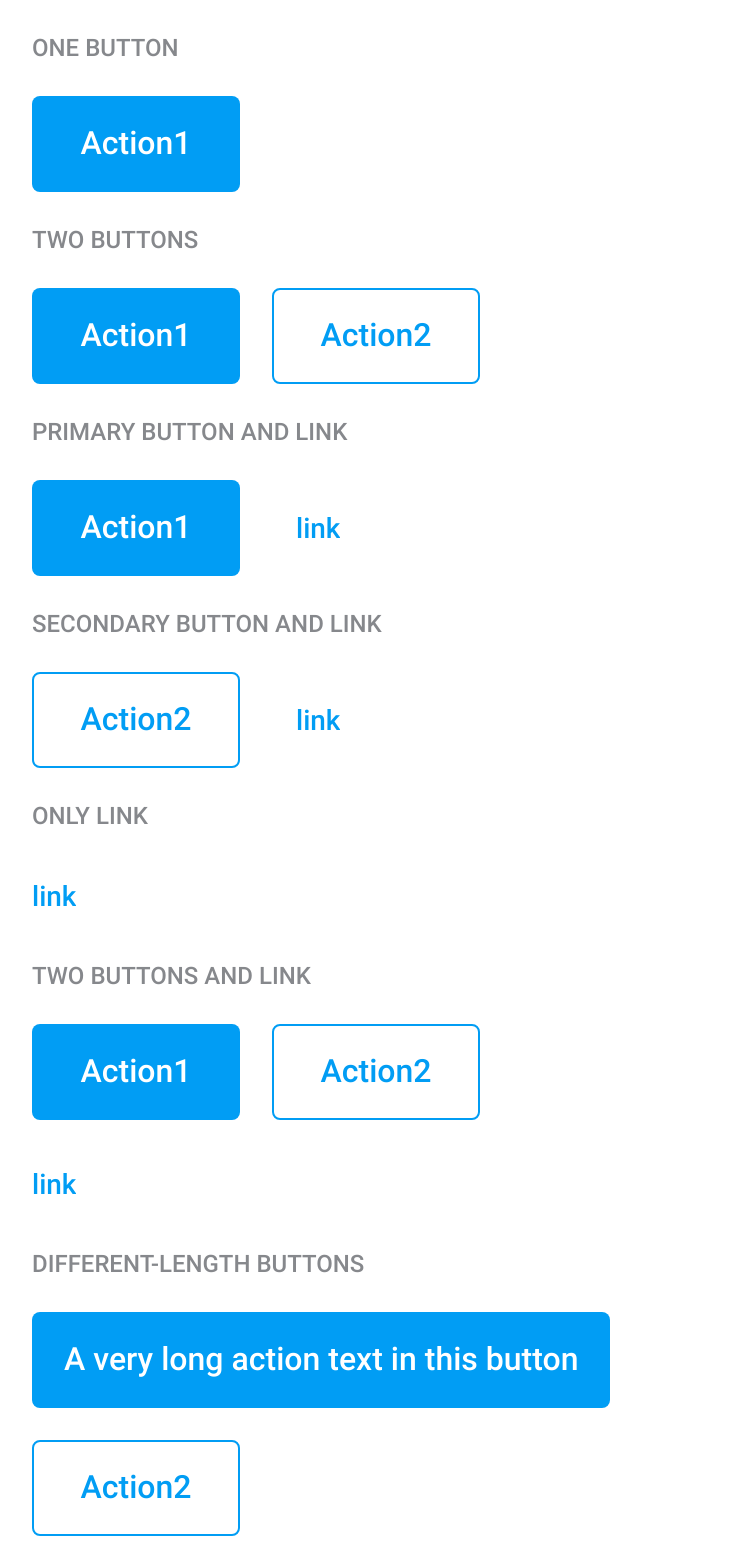 ONE BUTTON
Action1
TWO BUTTONS
Action1 Action2
PRIMARY BUTTON AND LINK
Action1 link
SECONDARY BUTTON AND LINK
Action2 link
ONLY LINK
link
TWO BUTTONS AND LINK
Action1 Action2
link
DIFFERENT-LENGTH BUTTONS
A very long action text in this button
Action2